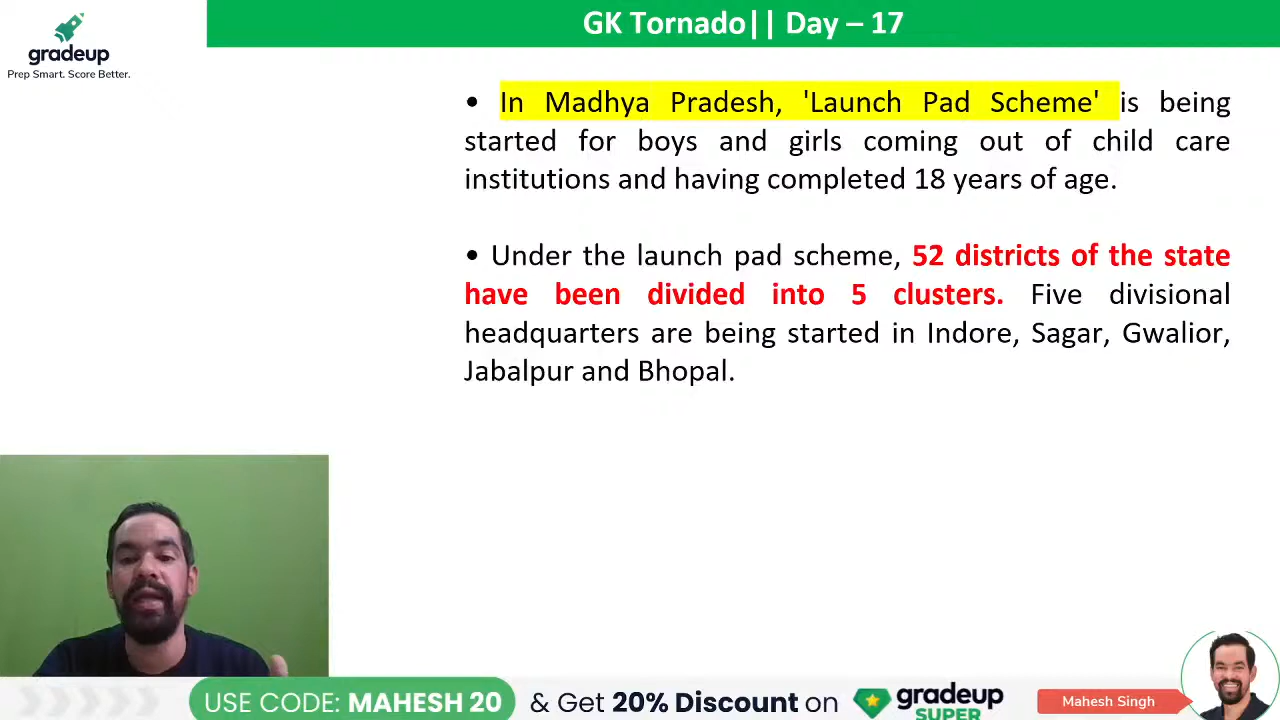 GK Tornado|| Day – 17
gradeup
Prep Smart. Score Better.
• In Madhya Pradesh, 'Launch Pad Scheme' is being
started for boys and girls coming out of child care
institutions and having completed 18 years of age.
• Under the launch pad scheme, 52 districts of the state
have been divided into 5 clusters. Five divisional
headquarters are being started in Indore, Sagar, Gwalior,
Jabalpur and Bhopal.
USE CODE: MAHESH 20 & Get 20% Discount on gradeup
SUPER
Mahesh Singh